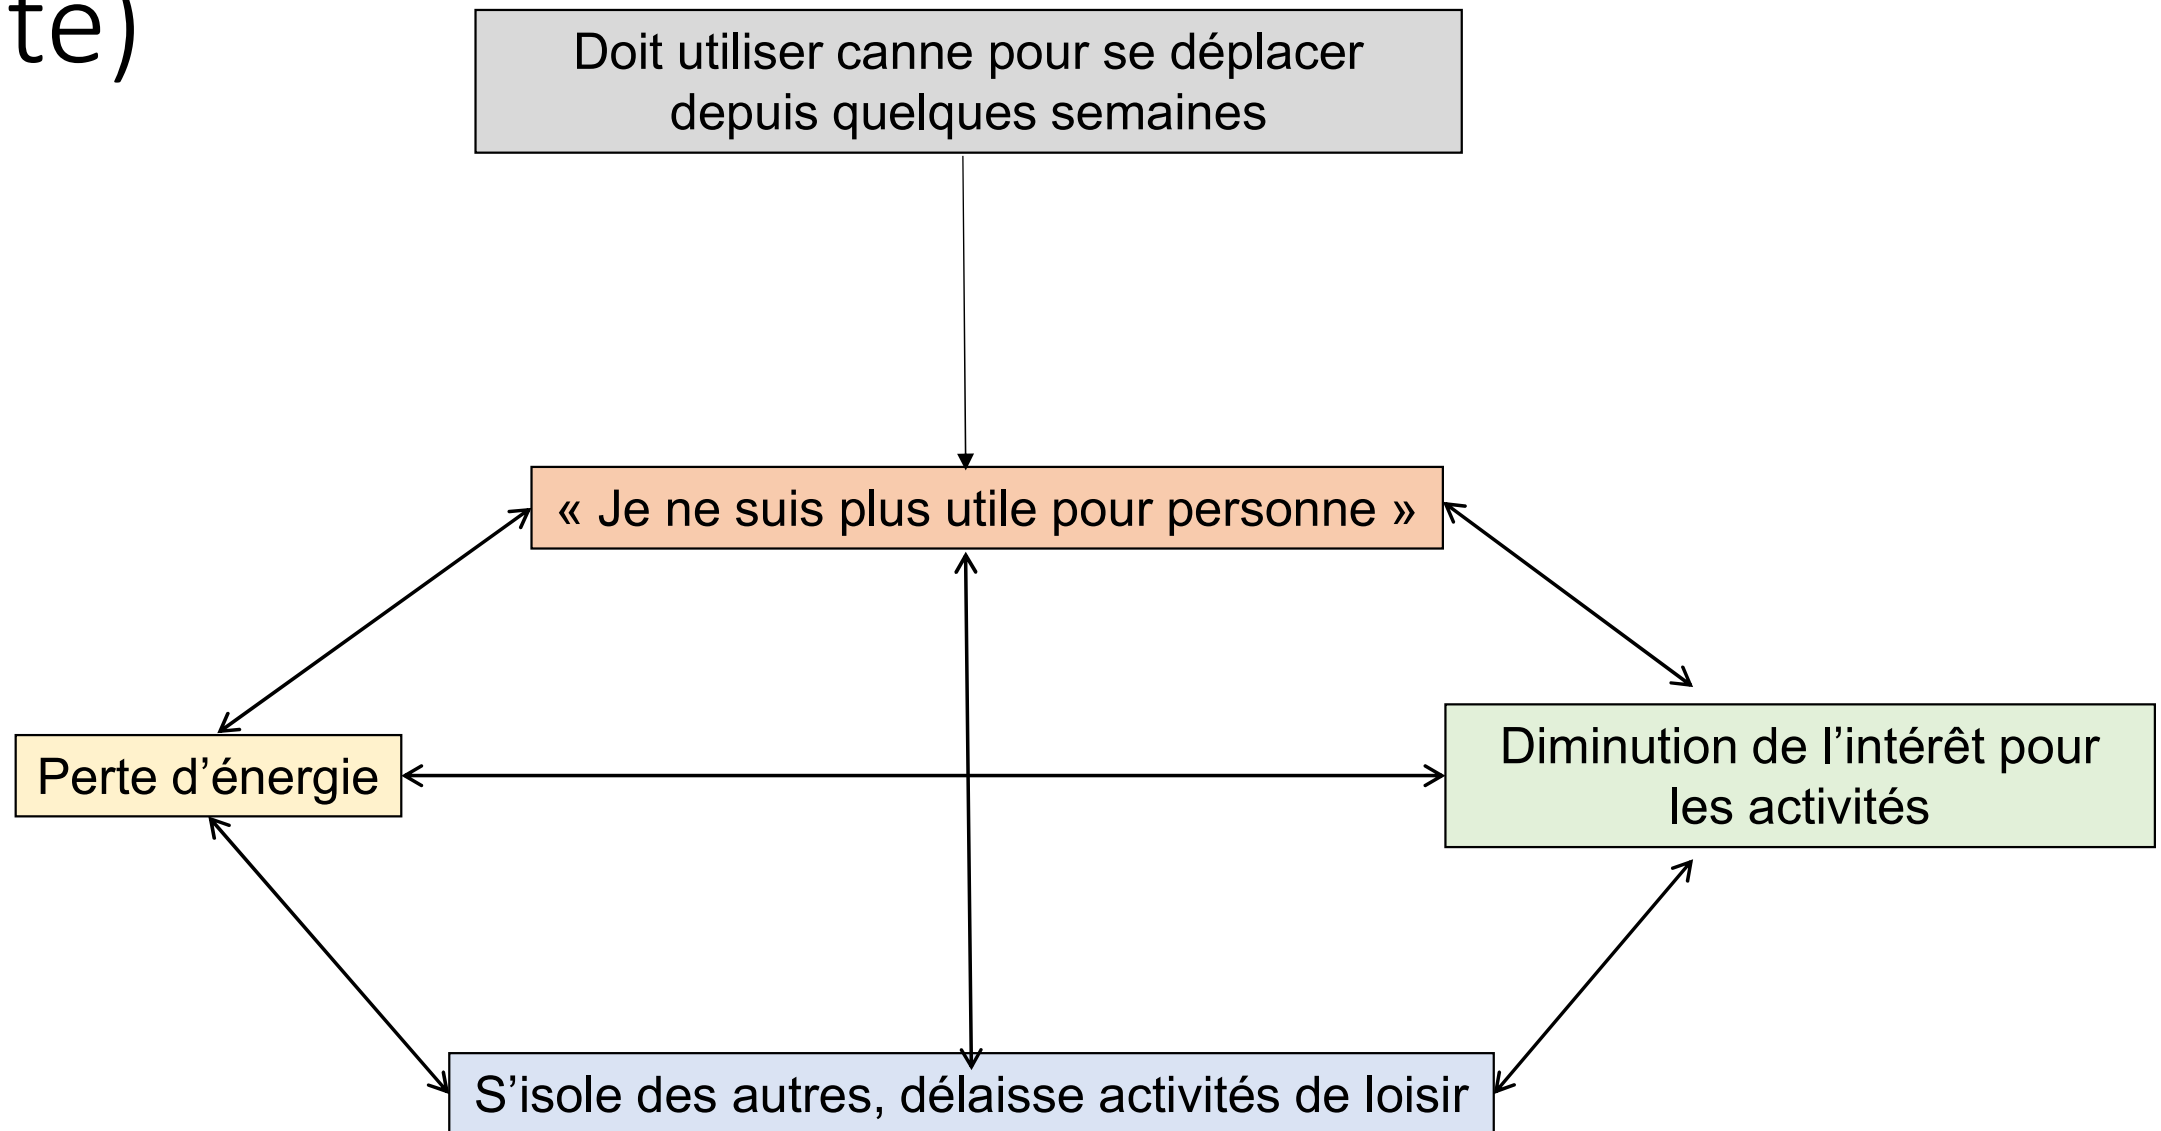 te)
Doit utiliser canne pour se déplacer
depuis quelques semaines
« Je ne suis plus utile pour personne »
Perte d’énergie
Diminution de l’intérêt pour
les activités
S’isole des autres, délaisse activités de loisir